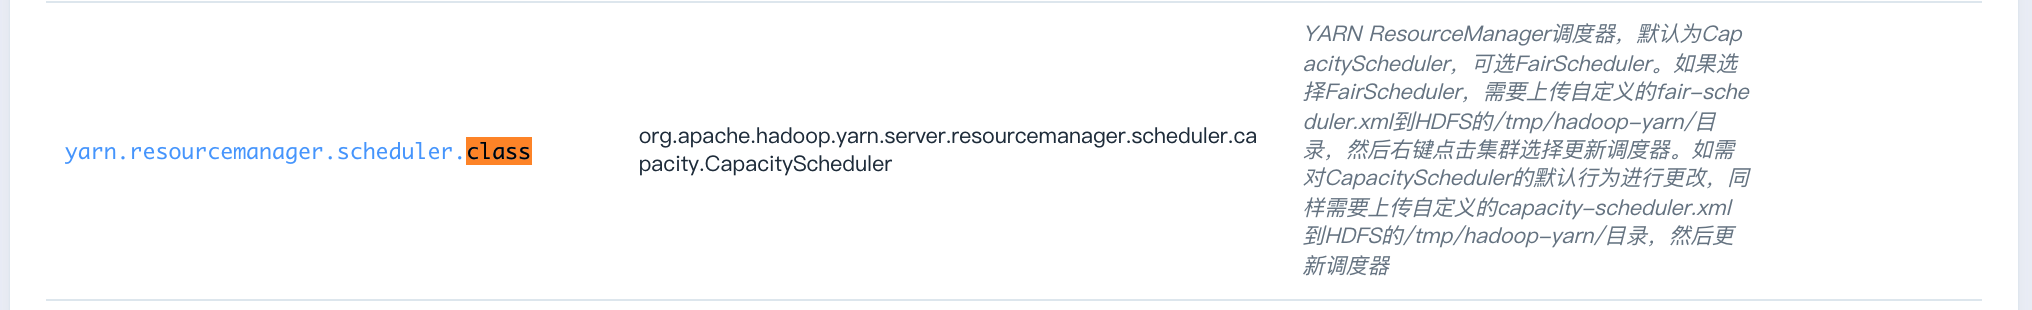 yarn.resourcemanager.scheduler.class
org.apache.hadoop.yarn.server.resourcemanager.scheduler.ca
pacity.CapacityScheduler
YARN ResourceManager调度器，默认为Cap
acityScheduler，可选FairScheduler。如果选
择FairScheduler，需要上传自定义的fair-sche
duler.xml到HDFS的/tmp/hadoop-yarn/目
录，然后右键点击集群选择更新调度器。如需
对CapacityScheduler的默认行为进行更改，同
样需要上传自定义的capacity-scheduler.xml
到HDFS的/tmp/hadoop-yarn/目录，然后更
新调度器